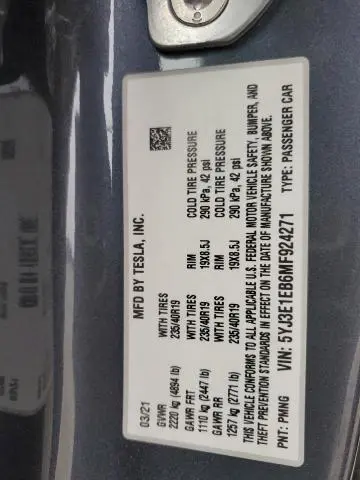 MFD BY TESLA, INC.
03/21
GVWR WITH TIRES RIM COLD TIRE PRESSURE
2220 kg (4894 lb) 235/40R19 19X8.5J 290 kPa, 42 psi
GAWR FRT WITH TIRES RIM COLD TIRE PRESSURE
1110 kg (2447 lb) 235/40R19 19X8.5J 290 kPa, 42 psi
GAWR RR
1257 kg (2771 lb)
THIS VEHICLE CONFORMS TO ALL APPLICABLE U.S. FEDERAL MOTOR VEHICLE SAFETY, BUMPER, AND
THEFT PREVENTION STANDARDS IN EFFECT ON THE DATE OF MANUFACTURE SHOWN ABOVE.
PNT: PMNG VIN: 5YJ3E1EB6MF924271 TYPE: PASSENGER CAR